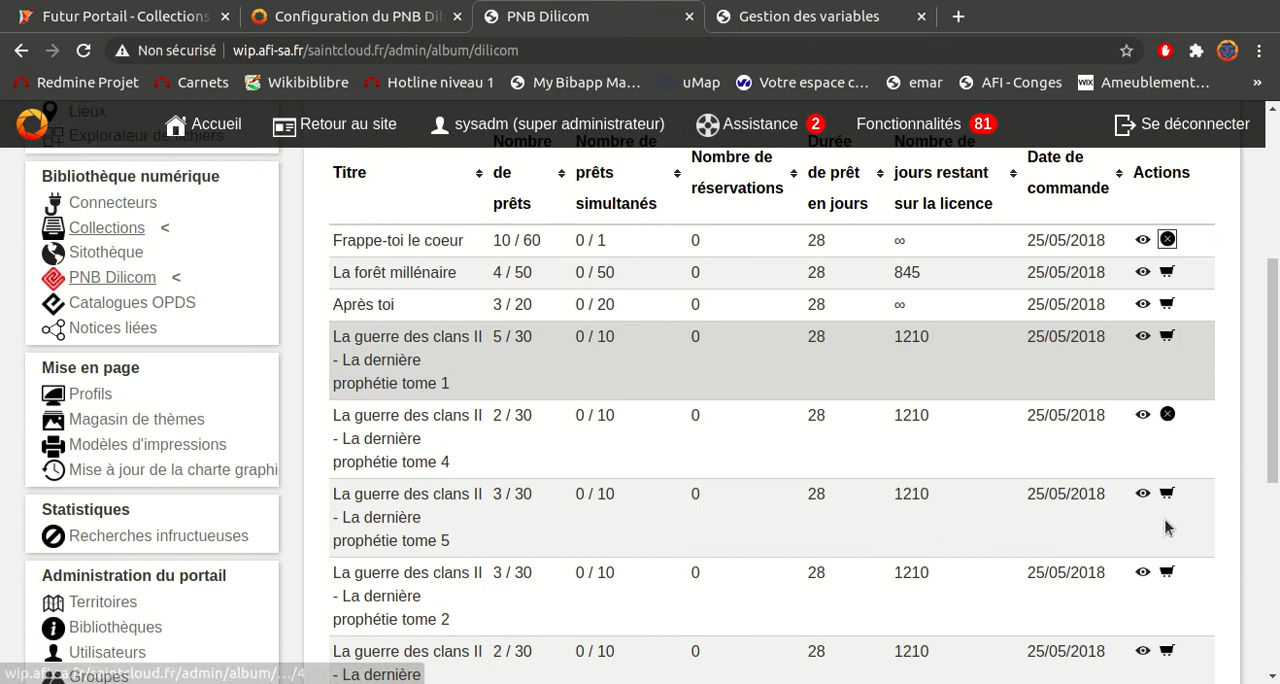 Futur Portail - Collections
Configuration du PNB Di
PNB Dilicom
Gestion des variables
Non sécurisé
wip.afi-sa.fr/saintcloud.fr/admin/album/dilicom
Redmine Projet
Carnets
Wikibiblibre
Hotline niveau 1
My Bibapp Ma…
uMap
Votre espace c…
emar
AFI - Conges
Ameublement…
»
Lieux
Explorateur de fichiers
Accueil
Retour au site
sysadm (super administrateur)
Assistance 2
Fonctionnalités 81
Se déconnecter
Bibliothèque numérique
Connecteurs
Collections <
Sitothèque
PNB Dilicom <
Catalogues OPDS
Notices liées
Mise en page
Profils
Magasin de thèmes
Modèles d'impressions
Mise à jour de la charte graphi
Statistiques
Recherches infructueuses
Administration du portail
Territoires
Bibliothèques
Utilisateurs
Groupes
Titre
Nombre
de
prêts
Nombre de
prêts
simultanés
Nombre de
réservations
Durée
de prêt
en jours
Nombre de
jours restant
sur la licence
Date de
commande
Actions
Frappe-toi le coeur 10 / 60 0 / 1 0 28 ∞ 25/05/2018
La forêt millénaire 4 / 50 0 / 50 0 28 845 25/05/2018
Après toi 3 / 20 0 / 20 0 28 ∞ 25/05/2018
La guerre des clans II 5 / 30 0 / 10 0 28 1210 25/05/2018
- La dernière
prophétie tome 1
La guerre des clans II 2 / 30 0 / 10 0 28 1210 25/05/2018
- La dernière
prophétie tome 4
La guerre des clans II 3 / 30 0 / 10 0 28 1210 25/05/2018
- La dernière
prophétie tome 5
La guerre des clans II 3 / 30 0 / 10 0 28 1210 25/05/2018
- La dernière
prophétie tome 2
La guerre des clans II 2 / 30 0 / 10 0 28 1210 25/05/2018
- La dernière
wip.afi-sa.fr/saintcloud.fr/admin/album/.../4